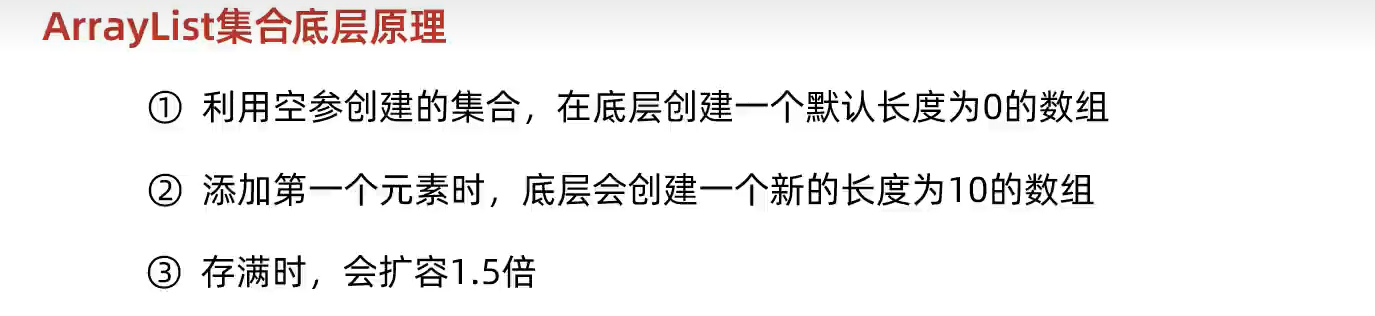 ArrayList集合底层原理
① 利用空参创建的集合，在底层创建一个默认长度为0的数组
② 添加第一个元素时，底层会创建一个新的长度为10的数组
③ 存满时，会扩容1.5倍